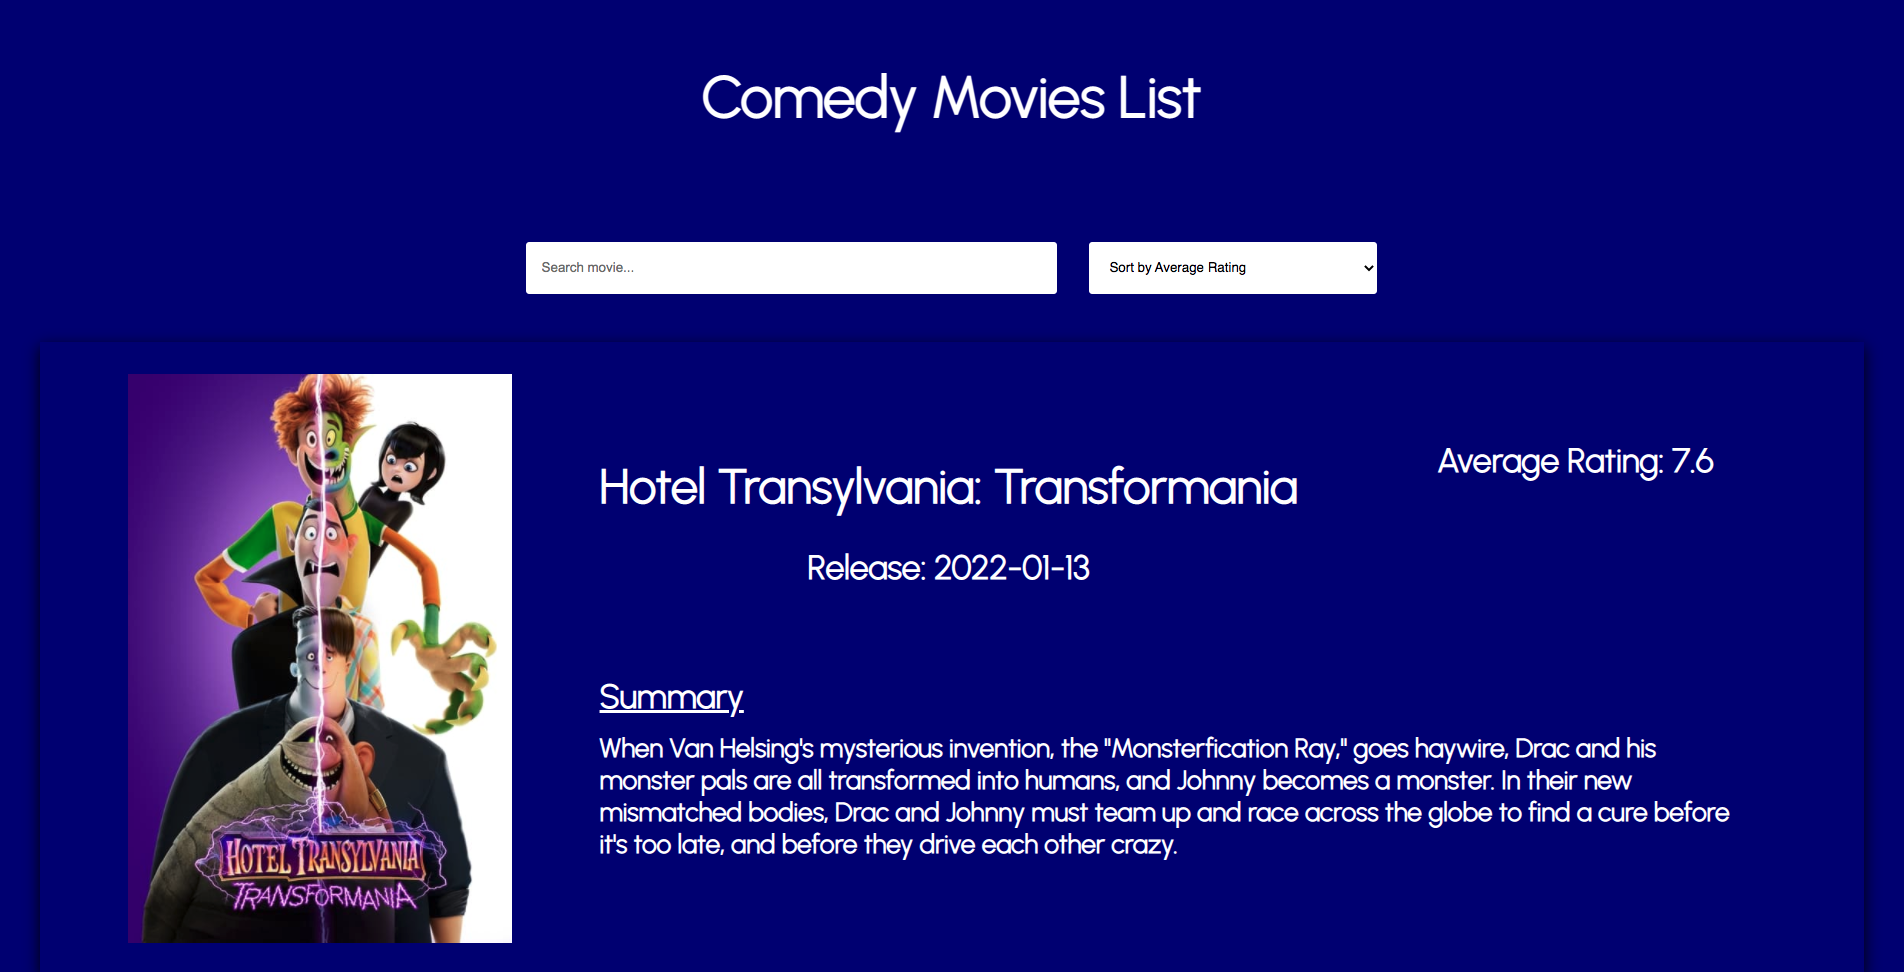 Comedy Movies List
Search movie...
Sort by Average Rating
Hotel Transylvania: Transformania
Average Rating: 7.6
Release: 2022-01-13
Summary
When Van Helsing's mysterious invention, the "Monsterfication Ray," goes haywire, Drac and his
monster pals are all transformed into humans, and Johnny becomes a monster. In their new
mismatched bodies, Drac and Johnny must team up and race across the globe to find a cure before
it's too late, and before they drive each other crazy.
HOTEL TRANSYLVANIA
TRANSFORMANIA